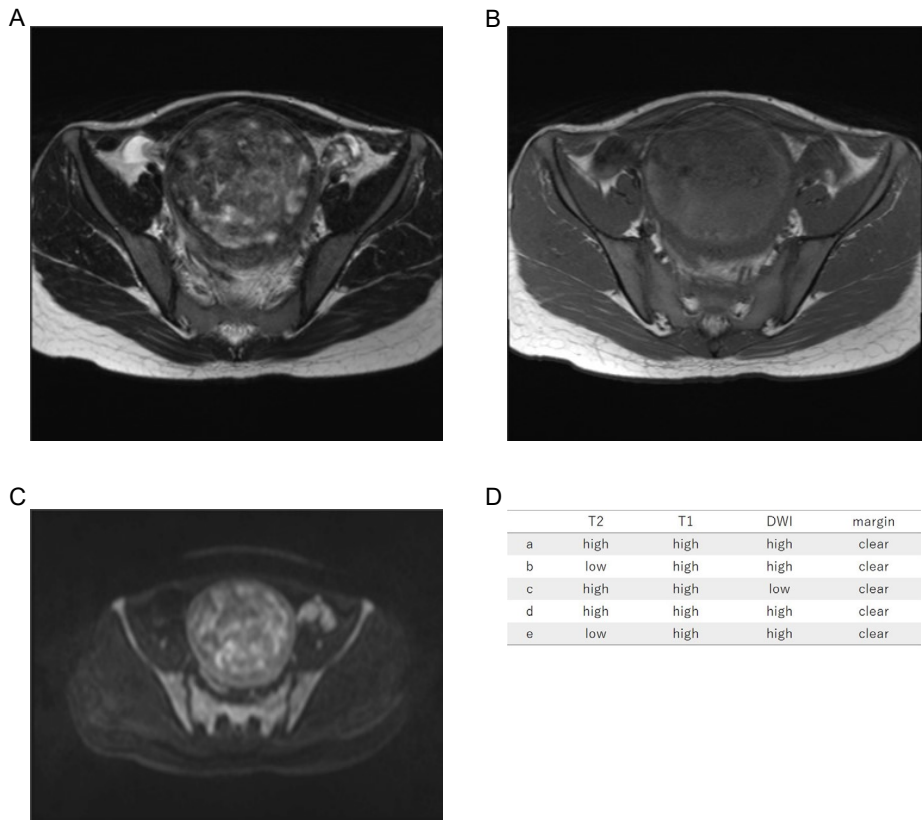 A
B
C
D
T2 T1 DWI margin
a high high high clear
b low high high clear
c high high low clear
d high high high clear
e low high high clear